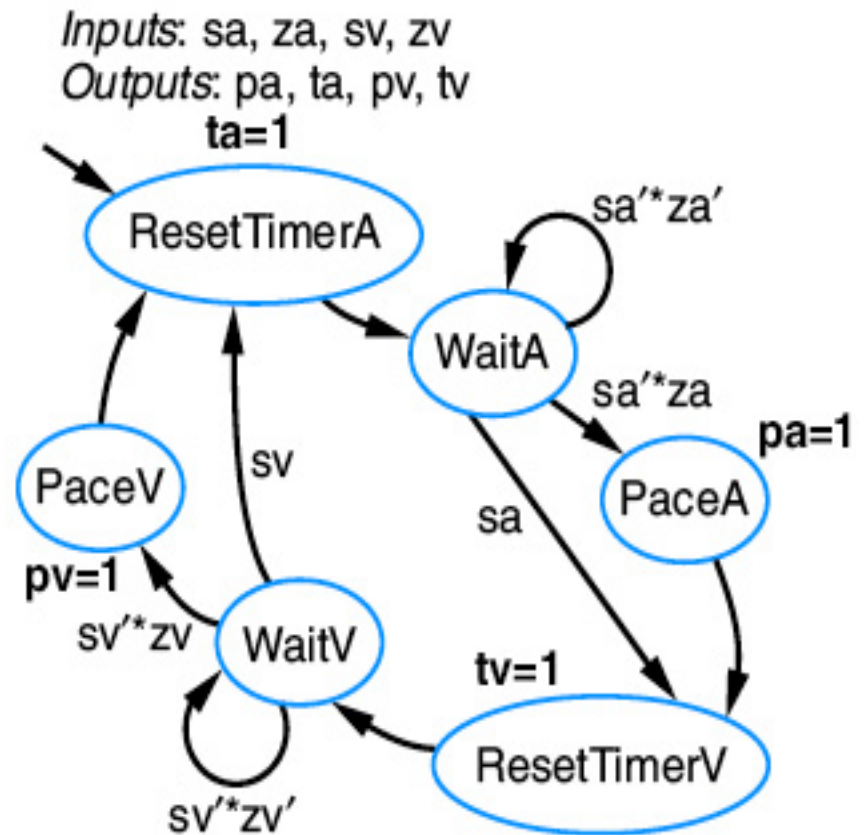 Inputs: sa, za, sv, zv
Outputs: pa, ta, pv, tv
ta=1
ResetTimerA
sa′*za′
WaitA
sa′*za
pa=1
PaceA
sa
sv
PaceV
pv=1
sv′*zv
WaitV
tv=1
ResetTimerV
sv′*zv′